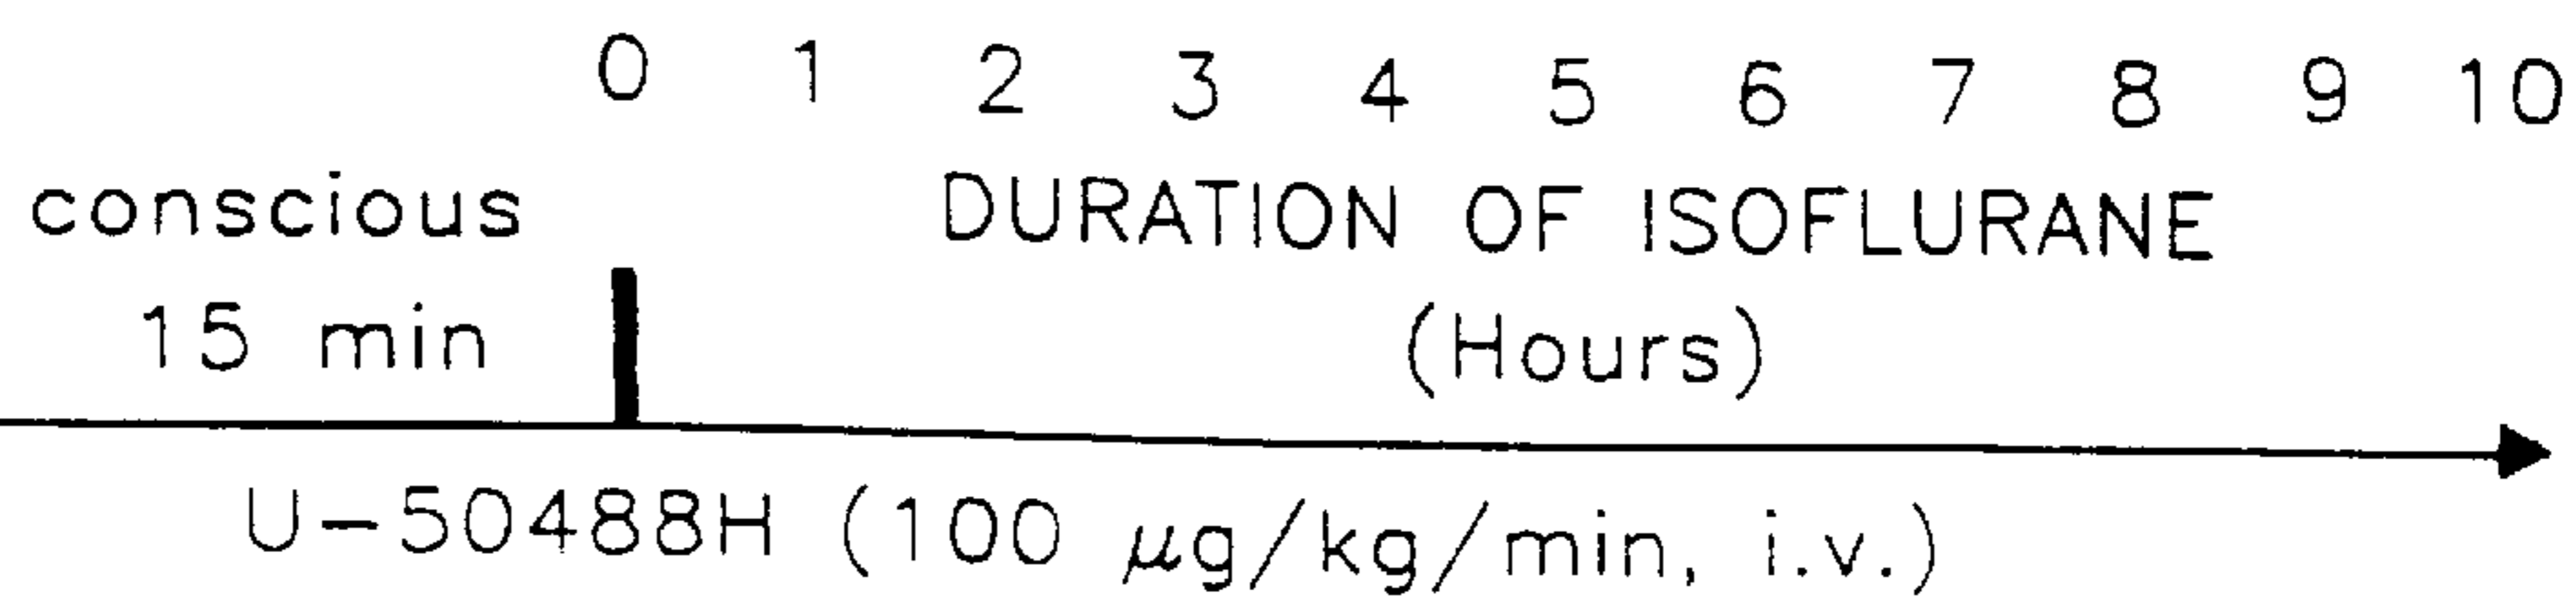 0 1 2 3 4 5 6 7 8 9 10
conscious DURATION OF ISOFLURANE
15 min (Hours)
U-50488H (100 µg/kg/min, i.v.)